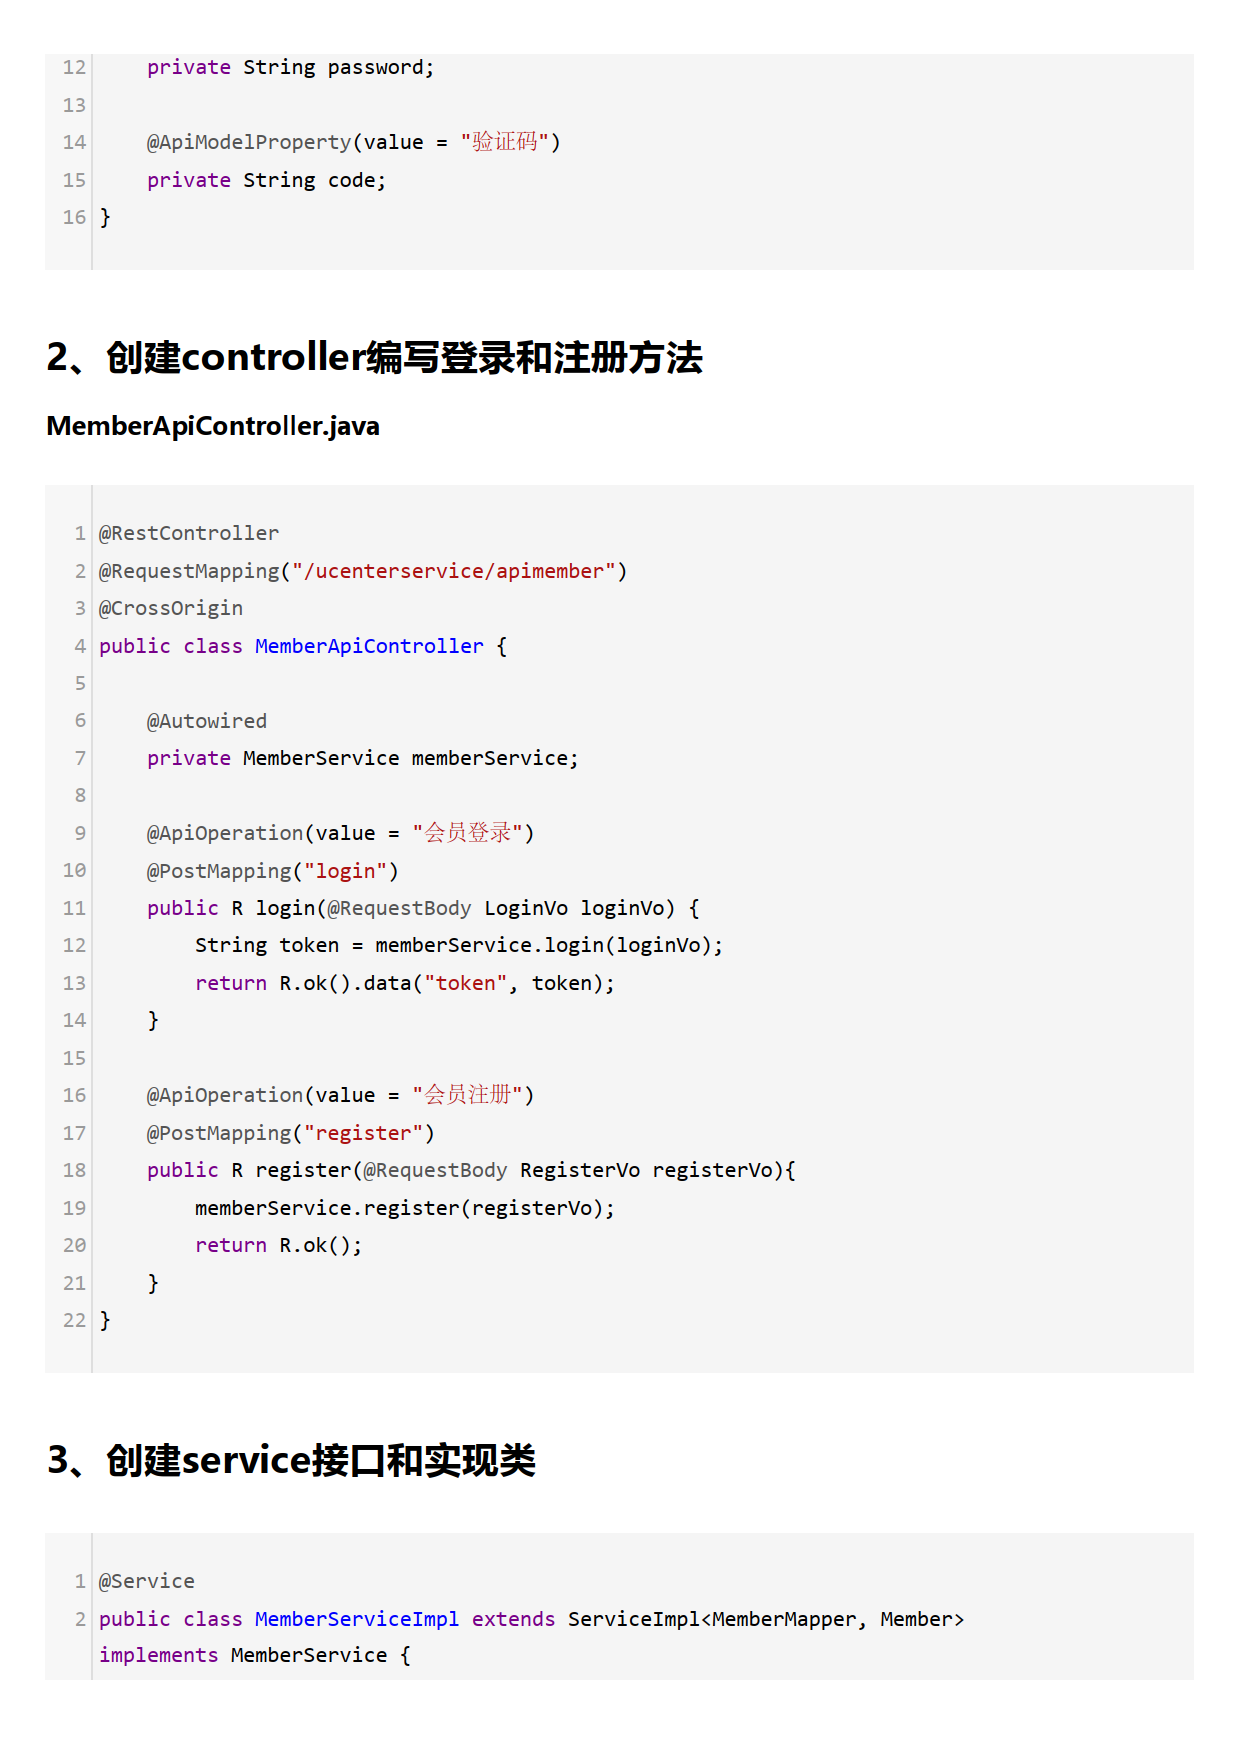 12     private String password;
13
14     @ApiModelProperty(value = "验证码")
15     private String code;
16 }
2、创建controller编写登录和注册方法
MemberApiController.java
1 @RestController
2 @RequestMapping("/ucenterservice/apimember")
3 @CrossOrigin
4 public class MemberApiController {
5
6     @Autowired
7     private MemberService memberService;
8
9     @ApiOperation(value = "会员登录")
10     @PostMapping("login")
11     public R login(@RequestBody LoginVo loginVo) {
12         String token = memberService.login(loginVo);
13         return R.ok().data("token", token);
14     }
15
16     @ApiOperation(value = "会员注册")
17     @PostMapping("register")
18     public R register(@RequestBody RegisterVo registerVo){
19         memberService.register(registerVo);
20         return R.ok();
21     }
22 }
3、创建service接口和实现类
1 @Service
2 public class MemberServiceImpl extends ServiceImpl<MemberMapper, Member>
implements MemberService {